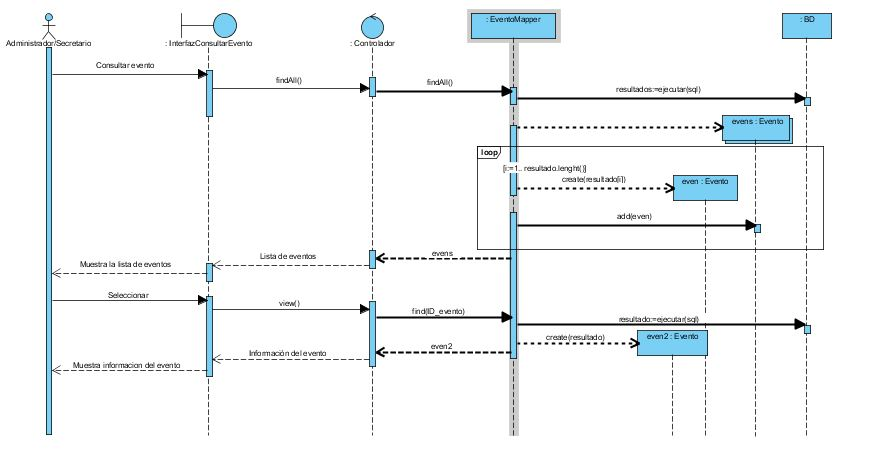 : EventoMapper
: BD
Administrador/Secretario
: InterfazConsultarEvento
: Controlador
Consultar evento
findAll()
findAll()
resultados:=ejecutar(sql)
evens : Evento
loop
[i:=1.. resultado.lenght()]
create(resultado[i])
even : Evento
add(even)
evens
Lista de eventos
Muestra la lista de eventos
Seleccionar
view()
find(ID_evento)
resultado:=ejecutar(sql)
create(resultado)
even2 : Evento
even2
Información del evento
Muestra informacion del evento